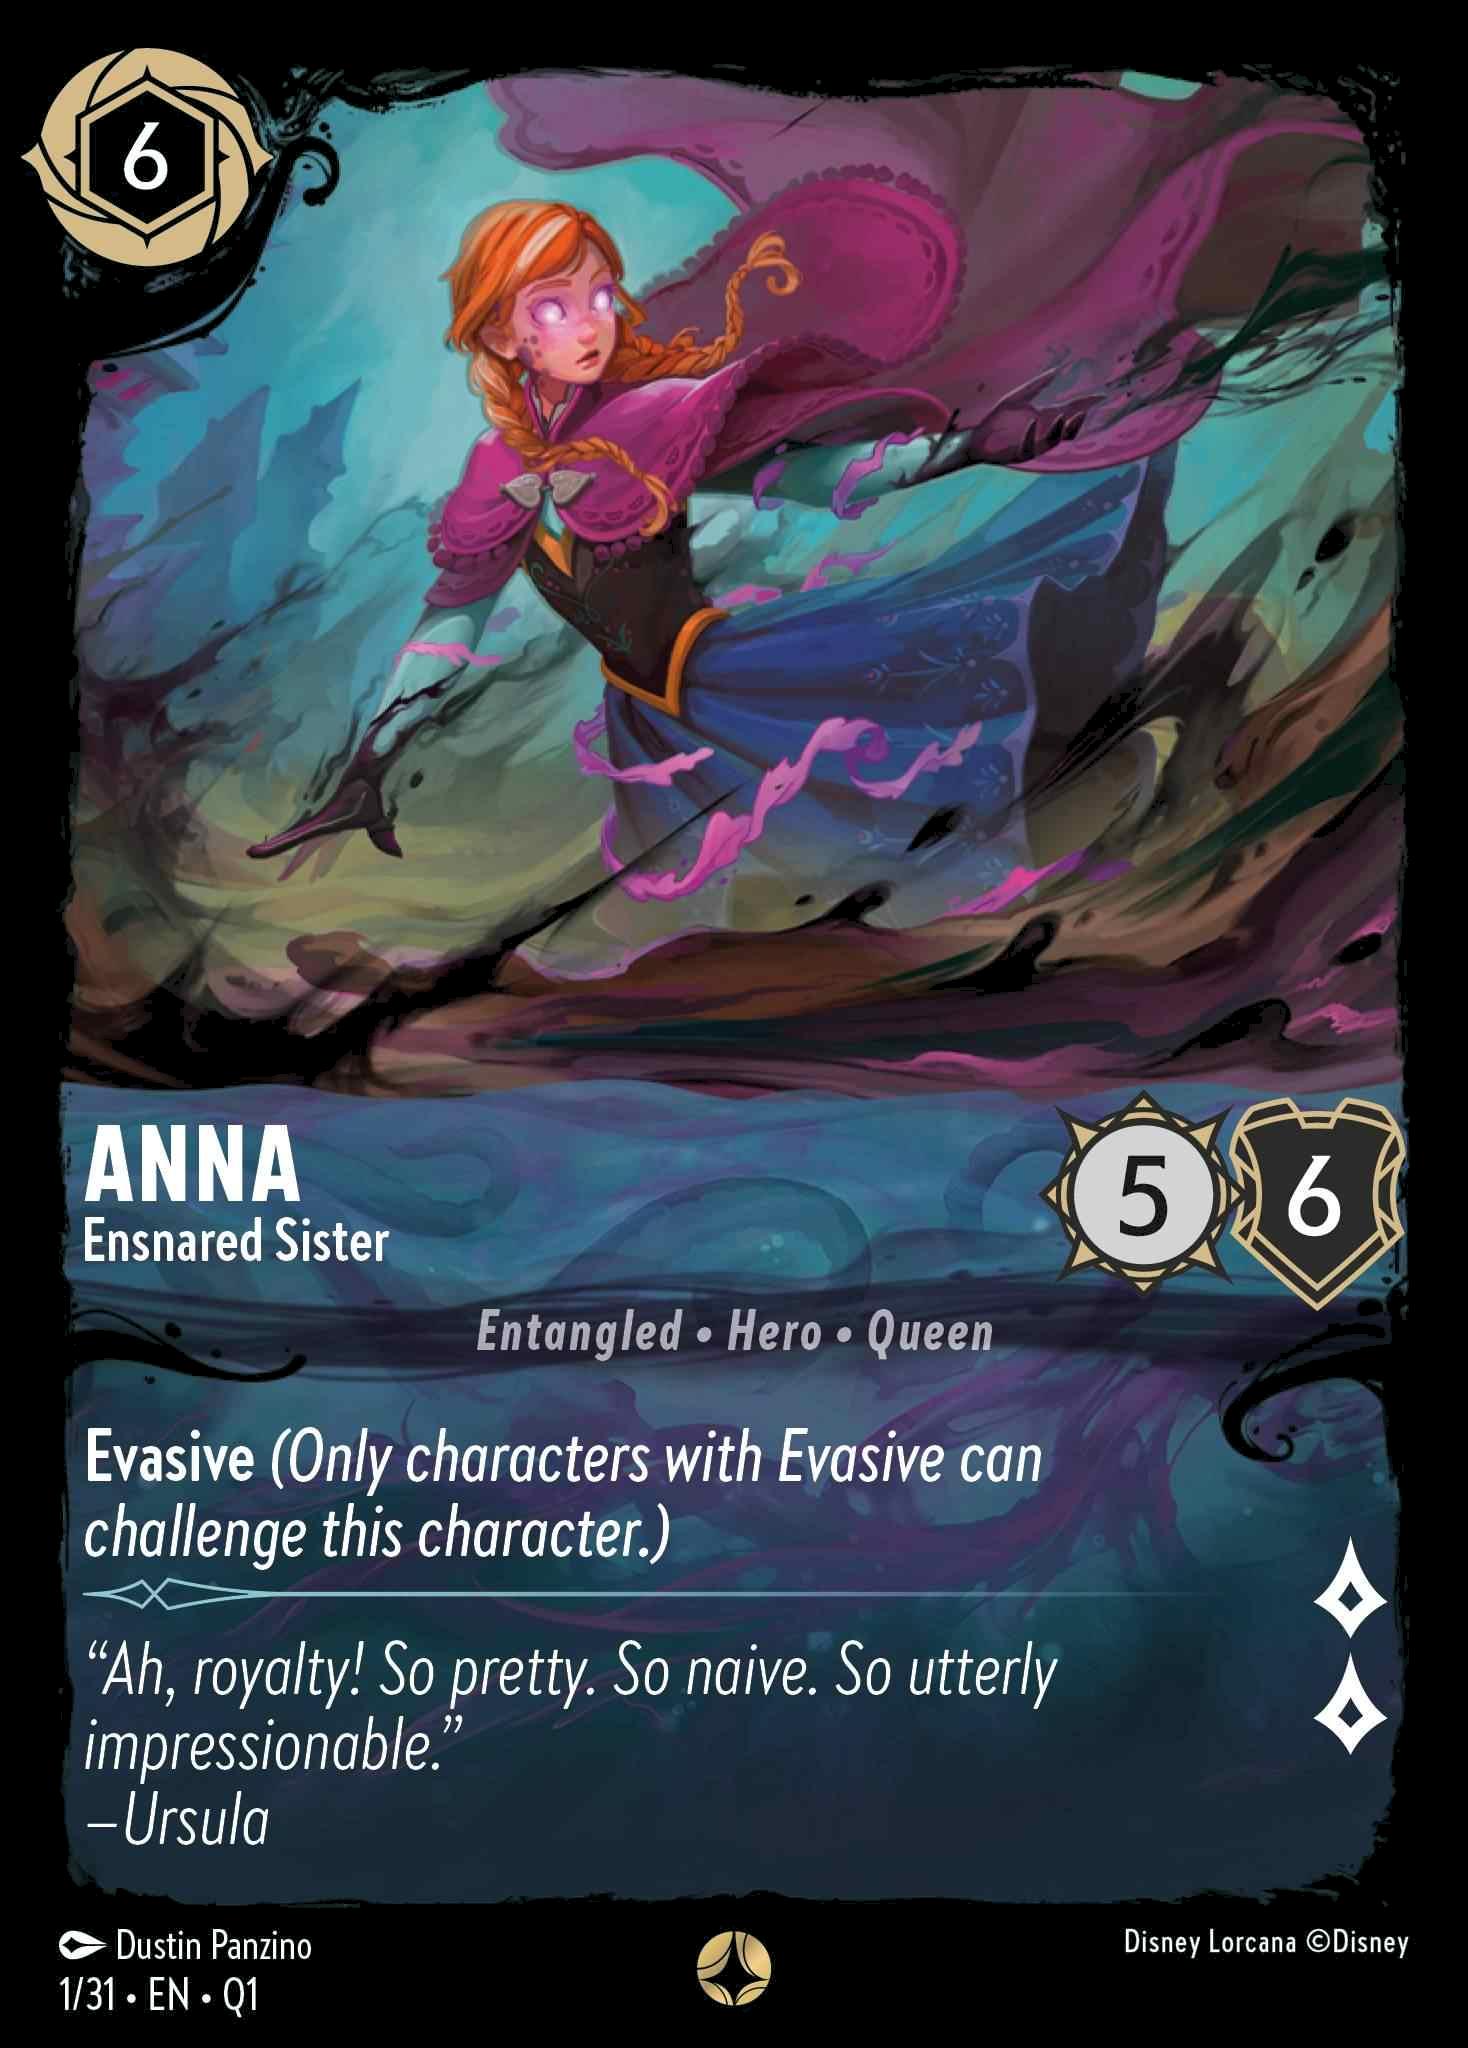 6
ANNA
Ensnared Sister
5
6
Entangled • Hero • Queen
Evasive (Only characters with Evasive can
challenge this character.)
“Ah, royalty! So pretty. So naive. So utterly
impressionable.”
–Ursula
Dustin Panzino
1/31 • EN • Q1
Disney Lorcana ©Disney